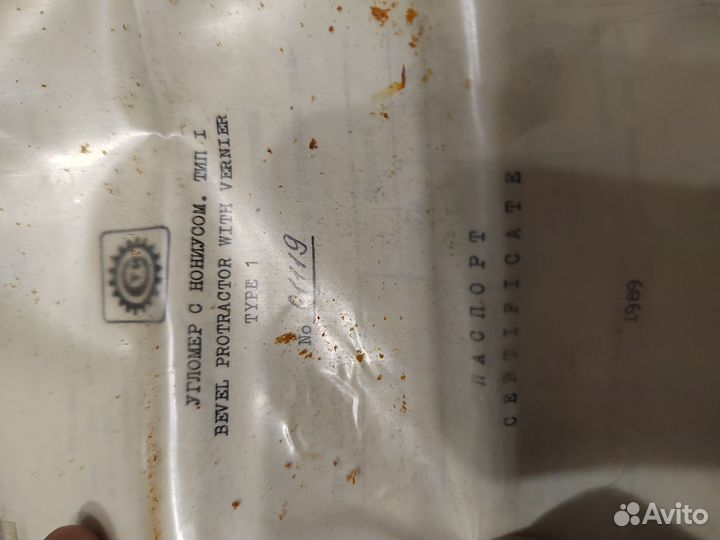 УГЛОМЕР С НОНИУСОМ. ТИП I
BEVEL PROTRACTOR WITH VERNIER
TYPE 1
No
ПАСПОРТ
CERTIFICATE
1989
Avito